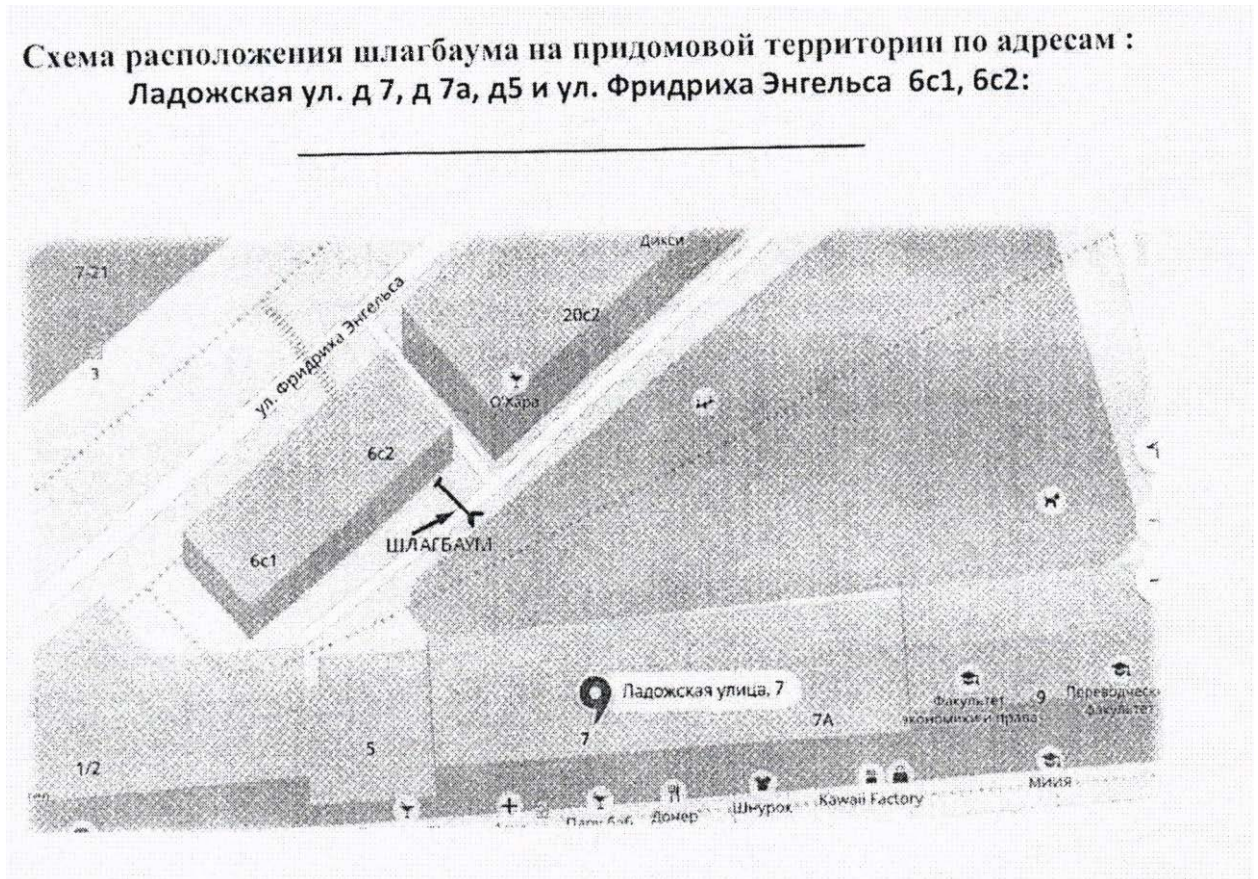 Схема расположения шлагбаума на придомовой территории по адресам :
Ладожская ул. д 7, д 7а, д5 и ул. Фридриха Энгельса 6с1, 6с2:
Дикси
7-21
20с2
ул. Фридриха Энгельса
3
О'Хара
6с2
ШЛАГБАУМ
6с1
Ладожская улица, 7
Факультет
экономики и права
9
Переводческ
факультет
7А
7
5
1/2
МИИЯ
Kawaii Factory
Шнурок
Донер